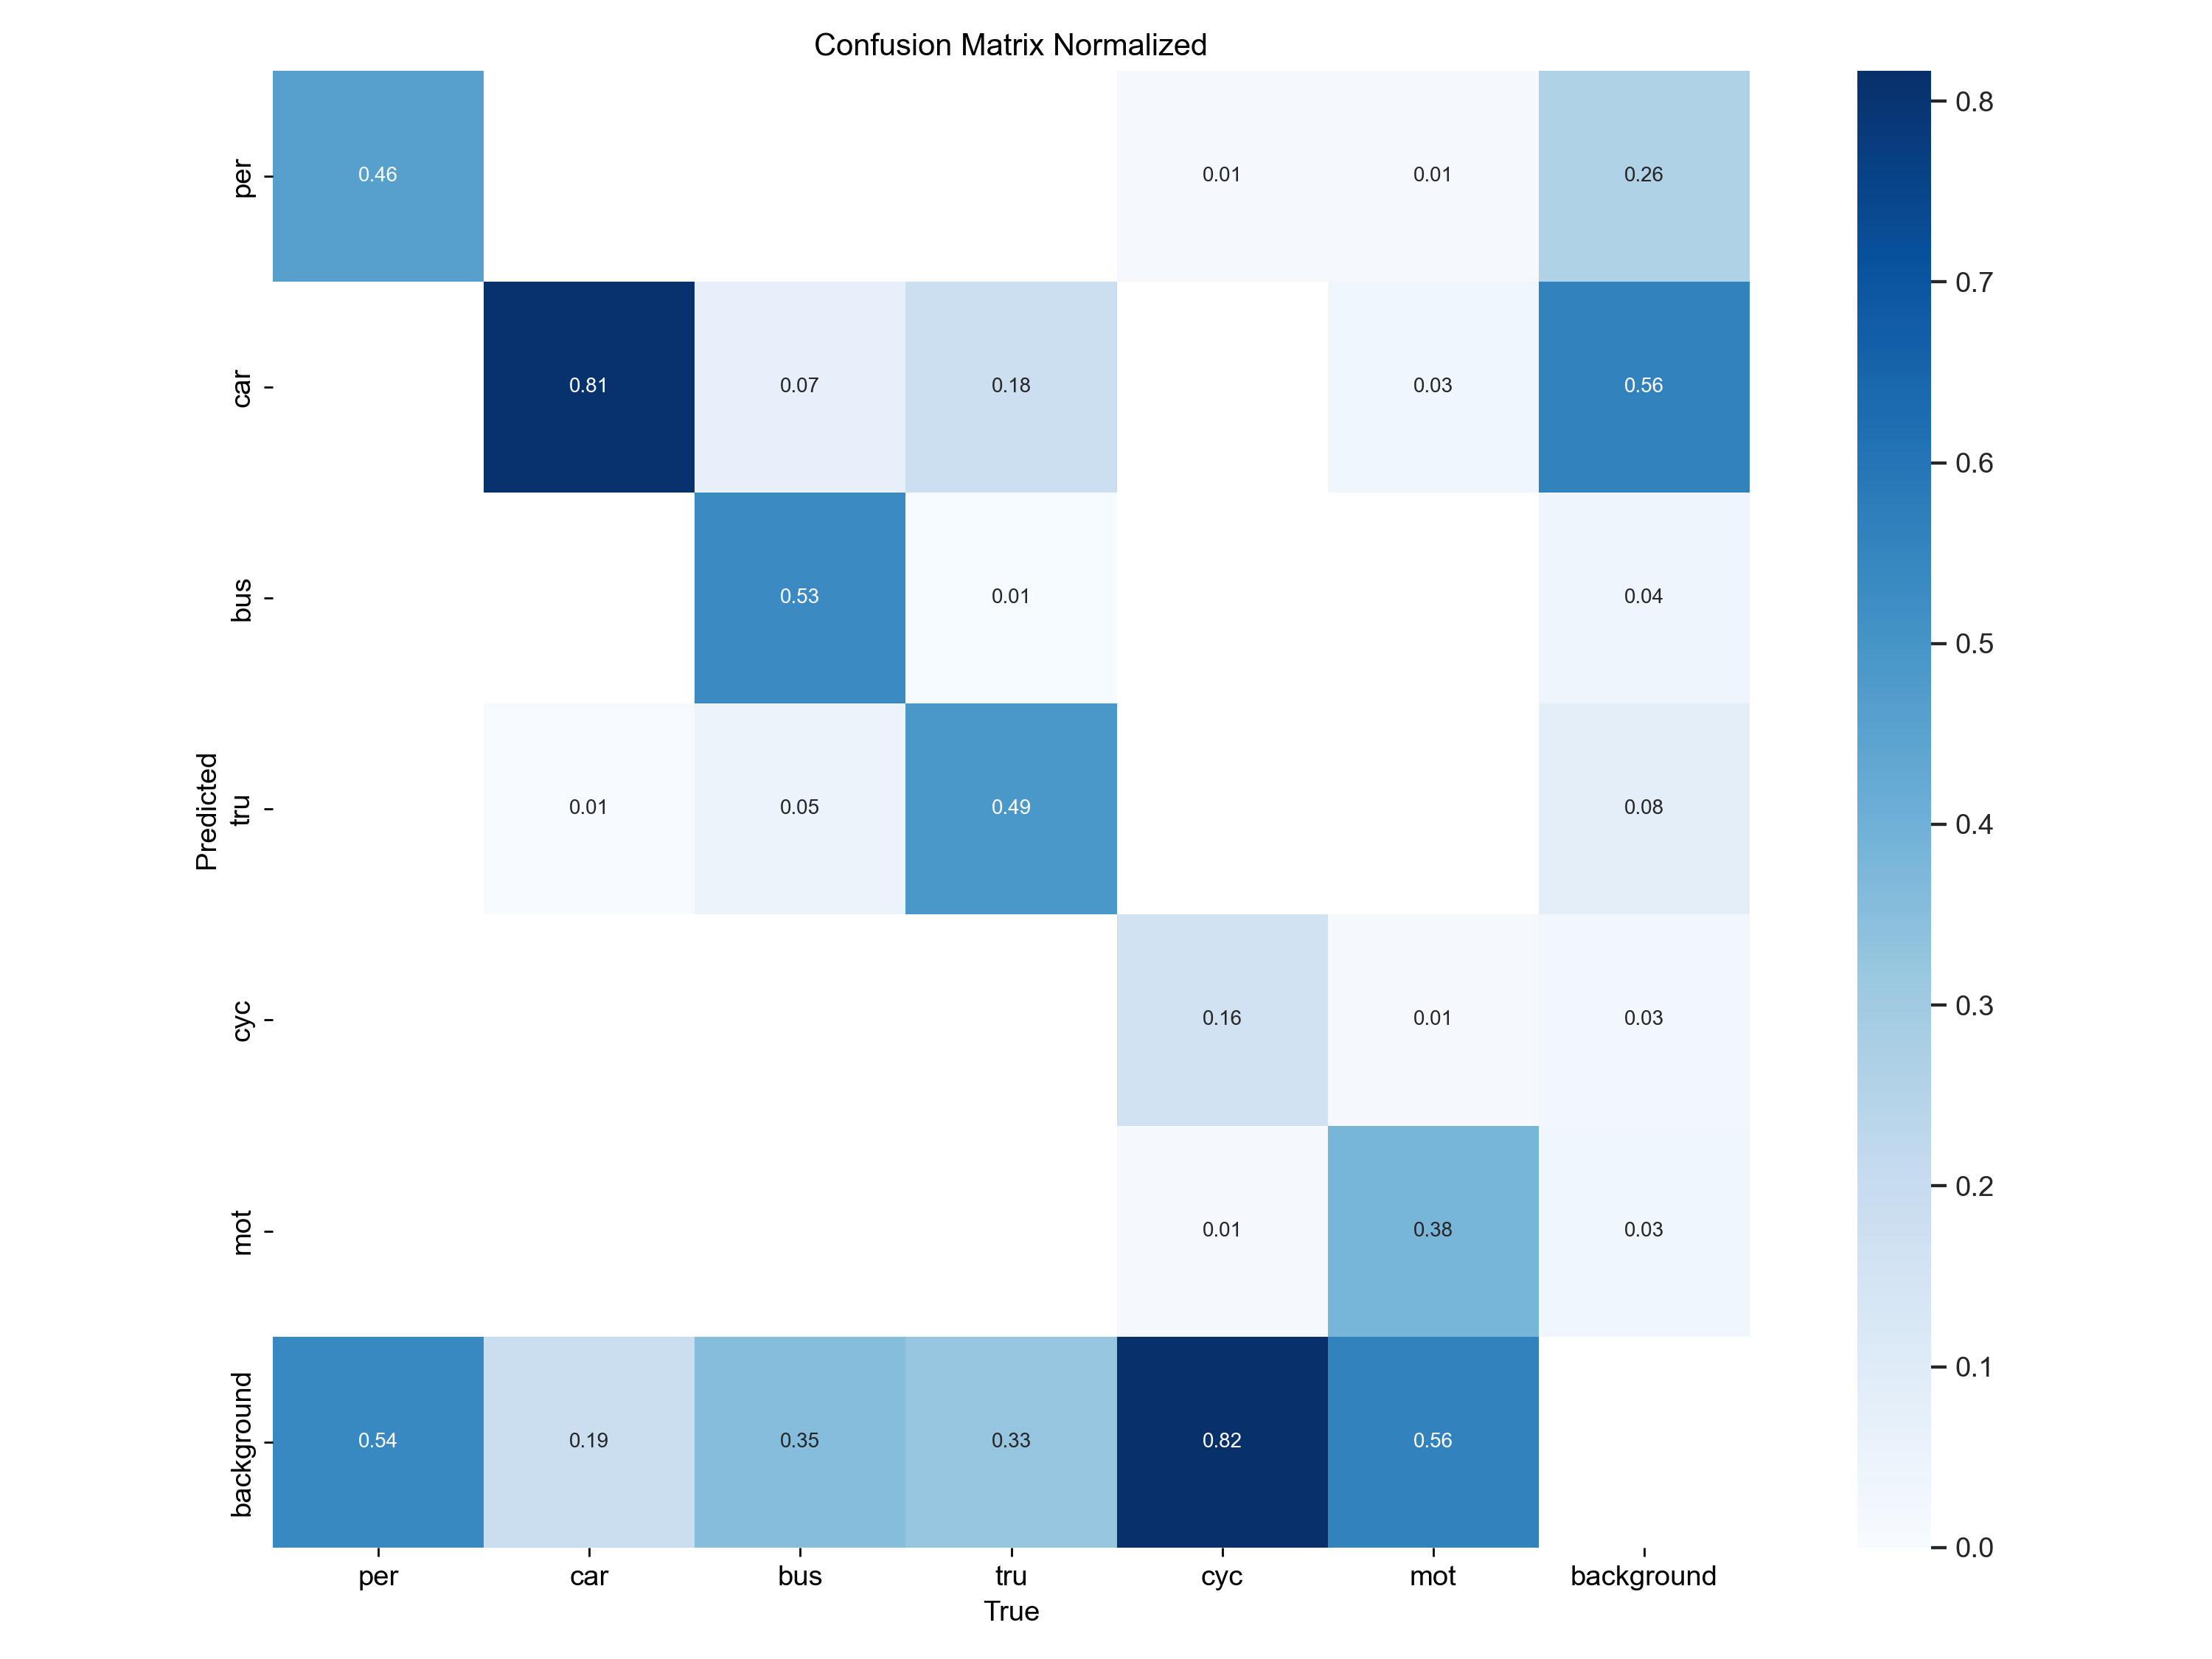 Confusion Matrix Normalized
per 0.46 0.01 0.01 0.26
car 0.81 0.07 0.18 0.03 0.56
bus 0.53 0.01 0.04
tru 0.01 0.05 0.49 0.08
cyc 0.16 0.01 0.03
mot 0.01 0.38 0.03
background 0.54 0.19 0.35 0.33 0.82 0.56
per car bus tru cyc mot background
True
Predicted
0.8
0.7
0.6
0.5
0.4
0.3
0.2
0.1
0.0